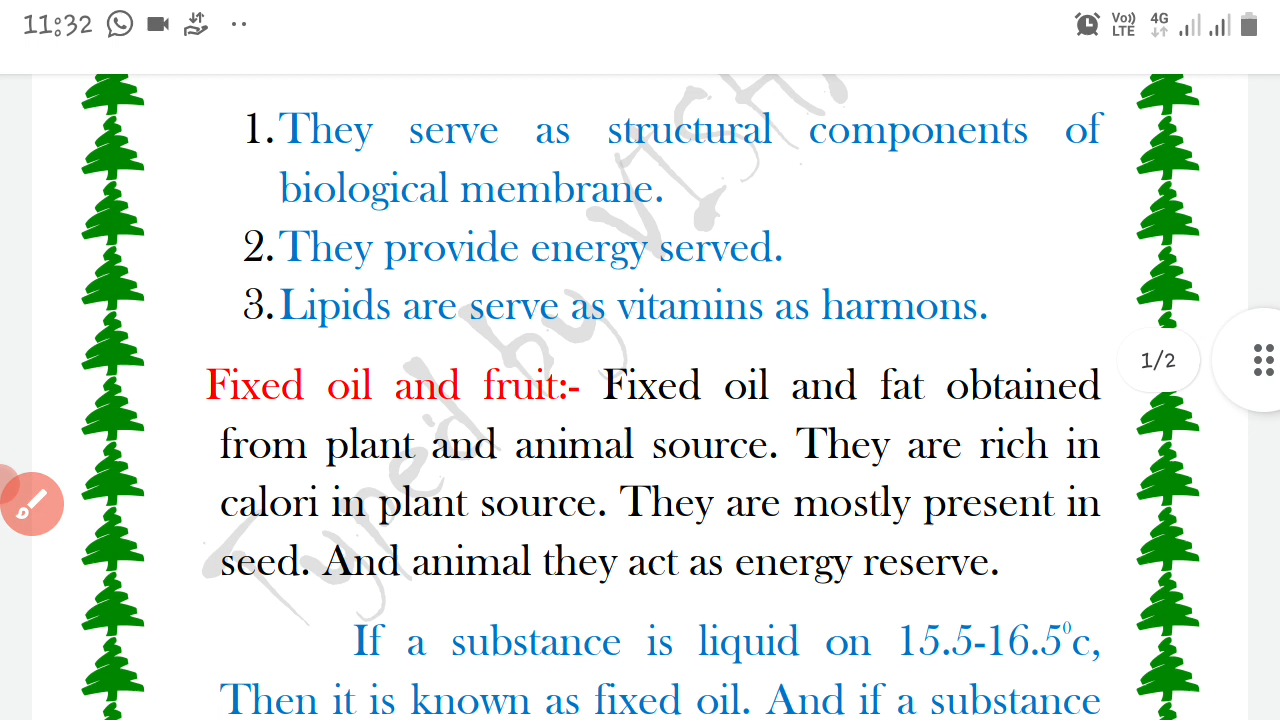 11:32
Vo)) LTE 4G
1. They serve as structural components of
biological membrane.
2. They provide energy served.
3. Lipids are serve as vitamins as harmons.
1/2
Fixed oil and fruit:- Fixed oil and fat obtained
from plant and animal source. They are rich in
calori in plant source. They are mostly present in
seed. And animal they act as energy reserve.
If a substance is liquid on 15.5-16.5⁰c,
Then it is known as fixed oil. And if a substance
Typed by VISHA